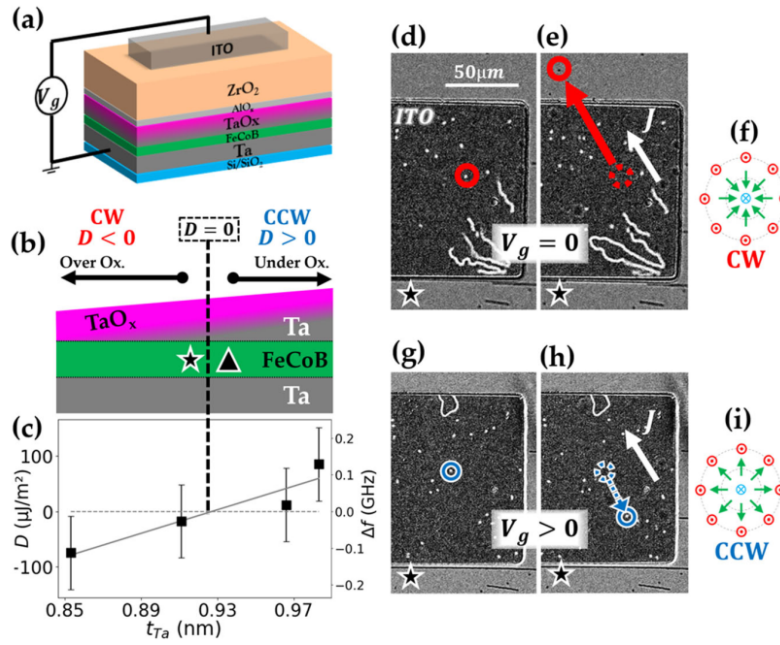 (a)
ITO
V_g
ZrO₂
AlOₓ
TaOx
FeCoB
Ta
Si/SiO₂
(b)
CW
D < 0
D = 0
CCW
D > 0
Over Ox.
Under Ox.
TaOₓ
Ta
FeCoB
Ta
(c)
D (µJ/m²)
100
0
-100
0.2
0.1
0.0
-0.1
-0.2
Δf (GHz)
0.85
0.89
0.93
0.97
t_Ta (nm)
(d)
50µm
ITO
(e)
J
V_g = 0
(f)
CW
(g)
(h)
J
V_g > 0
(i)
CCW